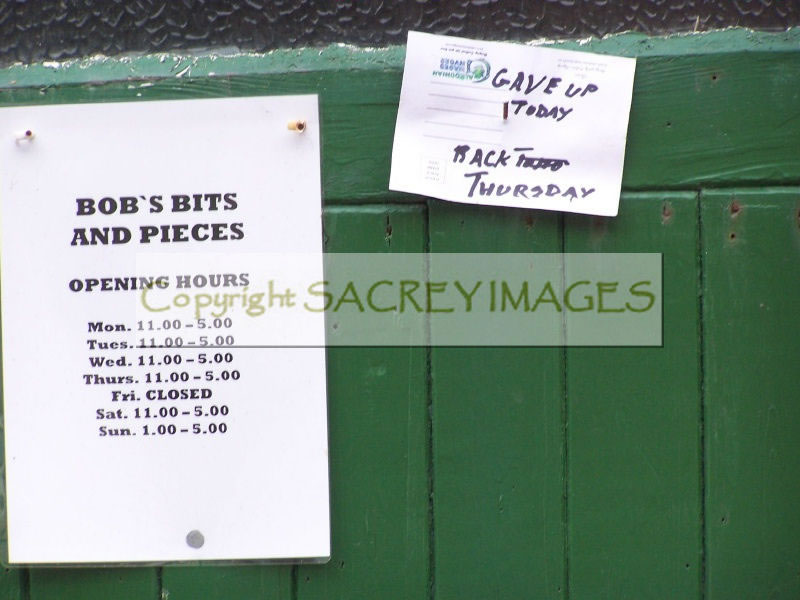 BOB`S BITS
AND PIECES
OPENING HOURS
Mon. 11.00 – 5.00
Tues. 11.00 – 5.00
Wed. 11.00 – 5.00
Thurs. 11.00 – 5.00
Fri. CLOSED
Sat. 11.00 – 5.00
Sun. 1.00 – 5.00
GAVE UP
TODAY
BACK
THURSDAY
Copyright SACREY IMAGES